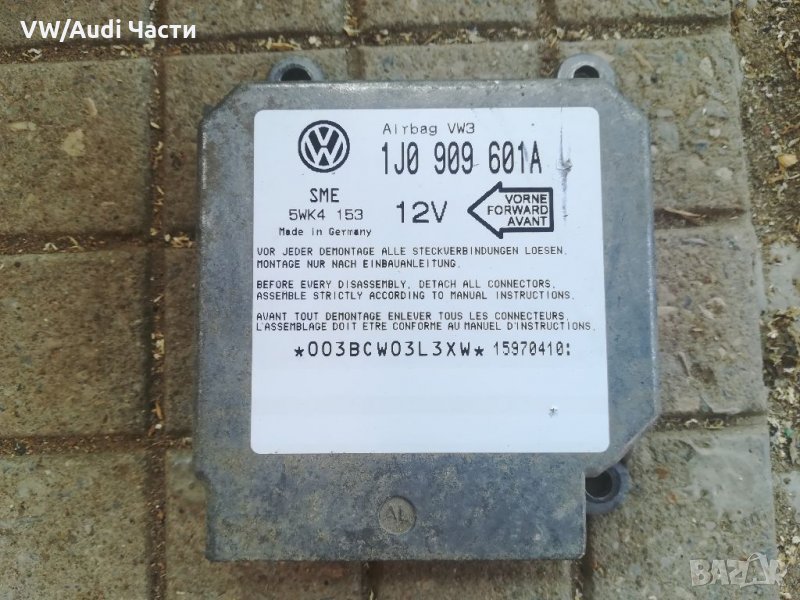 VW/Audi Части
Airbag VW3
1J0 909 601A
SME
5WK4 153
Made in Germany
12V
VORNE
FORWARD
AVANT
VOR JEDER DEMONTAGE ALLE STECKVERBINDUNGEN LOESEN.
MONTAGE NUR NACH EINBAUANLEITUNG.
BEFORE EVERY DISASSEMBLY, DETACH ALL CONNECTORS.
ASSEMBLE STRICTLY ACCORDING TO MANUAL INSTRUCTIONS.
AVANT TOUT DEMONTAGE ENLEVER TOUS LES CONNECTEURS.
L'ASSEMBLAGE DOIT ETRE CONFORME AU MANUEL D'INSTRUCTIONS.
*003BCW03L3XW* 15970410:
AL
BAZAR